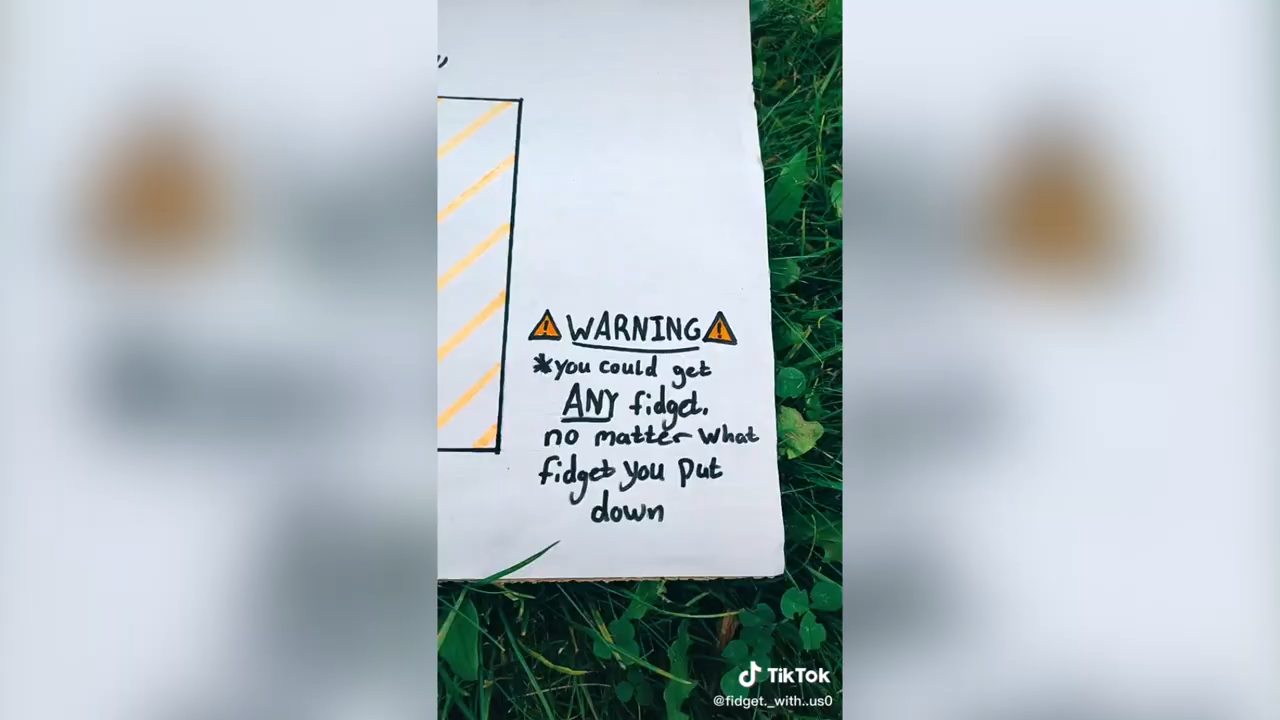 ⚠WARNING⚠
*you could get
ANY fidget.
no matter what
fidget you put
down
TikTok
@fidget._with..us0